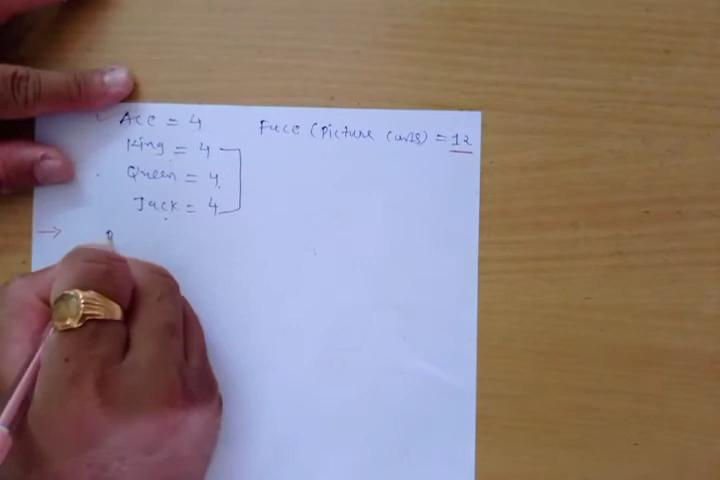 Ace = 4
King = 4
Queen = 4
Jack = 4
Face (picture cards) = 12
→